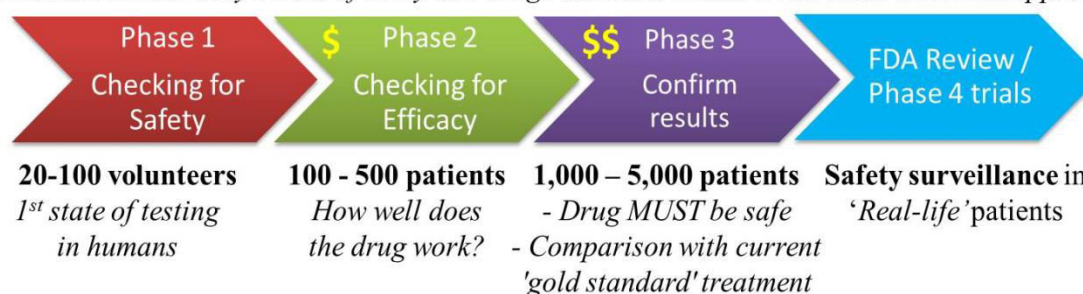 Phase 1
Checking for
Safety
$ Phase 2
Checking for
Efficacy
$$ Phase 3
Confirm
results
FDA Review /
Phase 4 trials
20-100 volunteers
1st state of testing
in humans
100 - 500 patients
How well does
the drug work?
1,000 – 5,000 patients
- Drug MUST be safe
- Comparison with current
'gold standard' treatment
Safety surveillance in
‘Real-life’ patients